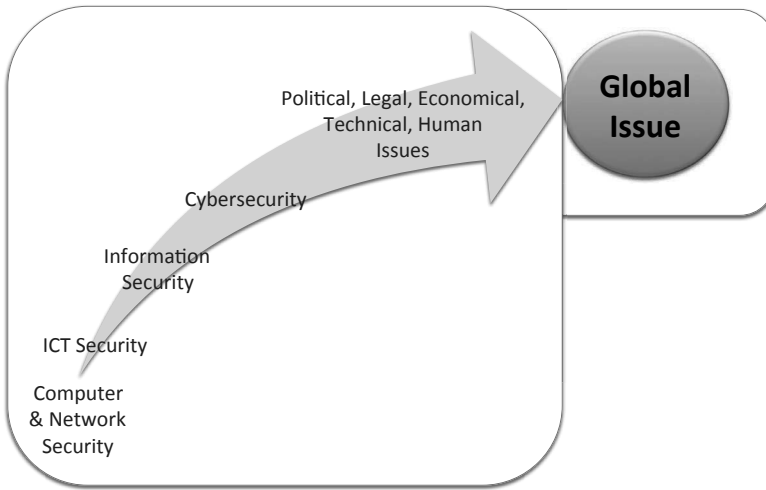 Global
Issue
Political, Legal, Economical,
Technical, Human
Issues
Cybersecurity
Information
Security
ICT Security
Computer
& Network
Security